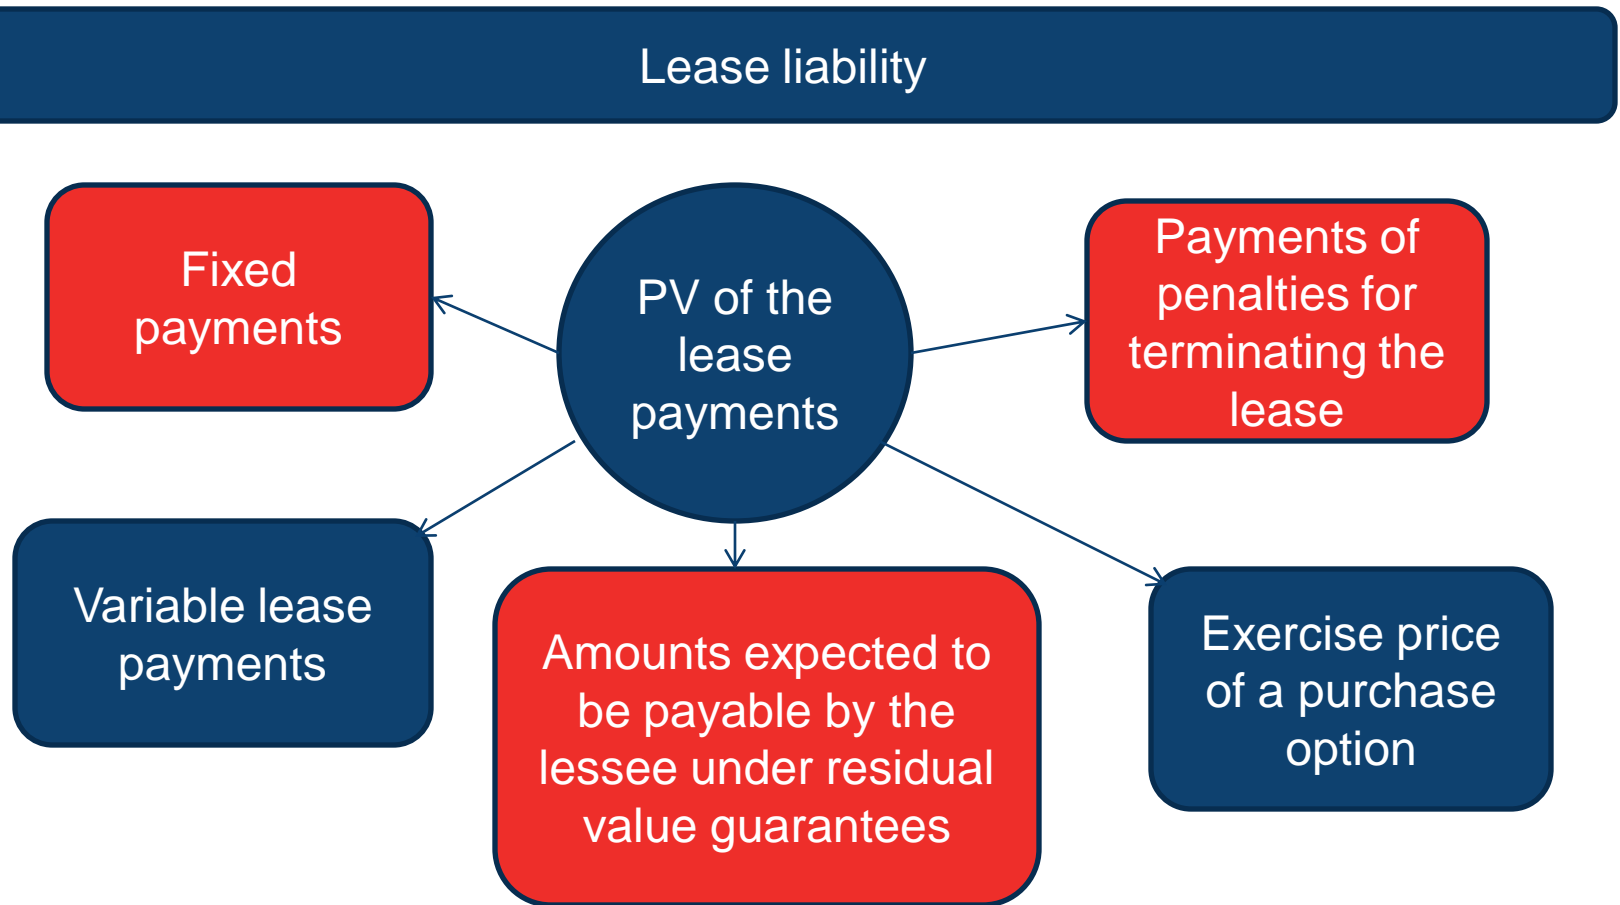 Lease liability
Fixed
payments
PV of the
lease
payments
Payments of
penalties for
terminating the
lease
Variable lease
payments
Amounts expected to
be payable by the
lessee under residual
value guarantees
Exercise price
of a purchase
option